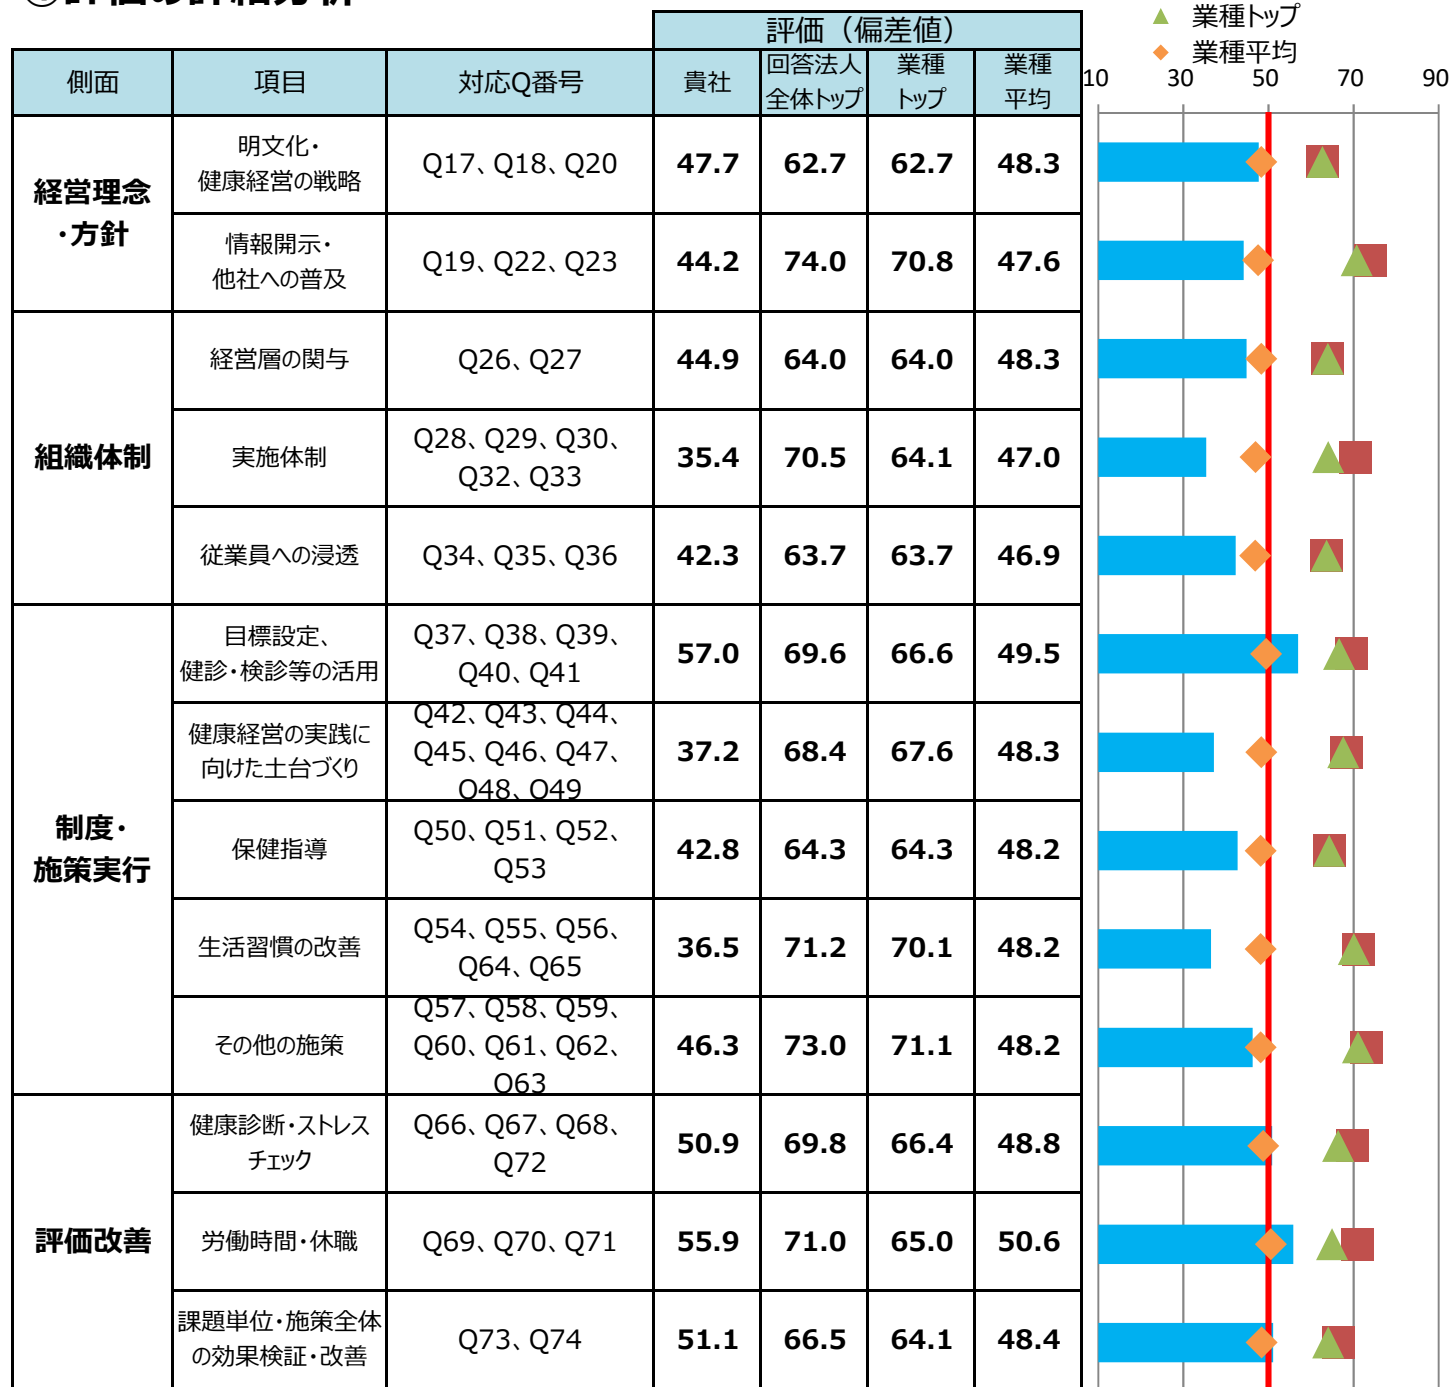 評価の詳細分析
▲ 業種トップ
◆ 業種平均
評価（偏差値）
側面 項目 対応Q番号 貴社 回答法人全体トップ 業種トップ 業種平均
10 30 50 70 90
経営理念・方針
明文化・健康経営の戦略 Q17、Q18、Q20 47.7 62.7 62.7 48.3
情報開示・他社への普及 Q19、Q22、Q23 44.2 74.0 70.8 47.6
組織体制
経営層の関与 Q26、Q27 44.9 64.0 64.0 48.3
実施体制 Q28、Q29、Q30、Q32、Q33 35.4 70.5 64.1 47.0
従業員への浸透 Q34、Q35、Q36 42.3 63.7 63.7 46.9
制度・施策実行
目標設定、健診・検診等の活用 Q37、Q38、Q39、Q40、Q41 57.0 69.6 66.6 49.5
健康経営の実践に向けた土台づくり Q42、Q43、Q44、Q45、Q46、Q47、Q48、Q49 37.2 68.4 67.6 48.3
保健指導 Q50、Q51、Q52、Q53 42.8 64.3 64.3 48.2
生活習慣の改善 Q54、Q55、Q56、Q64、Q65 36.5 71.2 70.1 48.2
その他の施策 Q57、Q58、Q59、Q60、Q61、Q62、Q63 46.3 73.0 71.1 48.2
評価改善
健康診断・ストレスチェック Q66、Q67、Q68、Q72 50.9 69.8 66.4 48.8
労働時間・休職 Q69、Q70、Q71 55.9 71.0 65.0 50.6
課題単位・施策全体の効果検証・改善 Q73、Q74 51.1 66.5 64.1 48.4